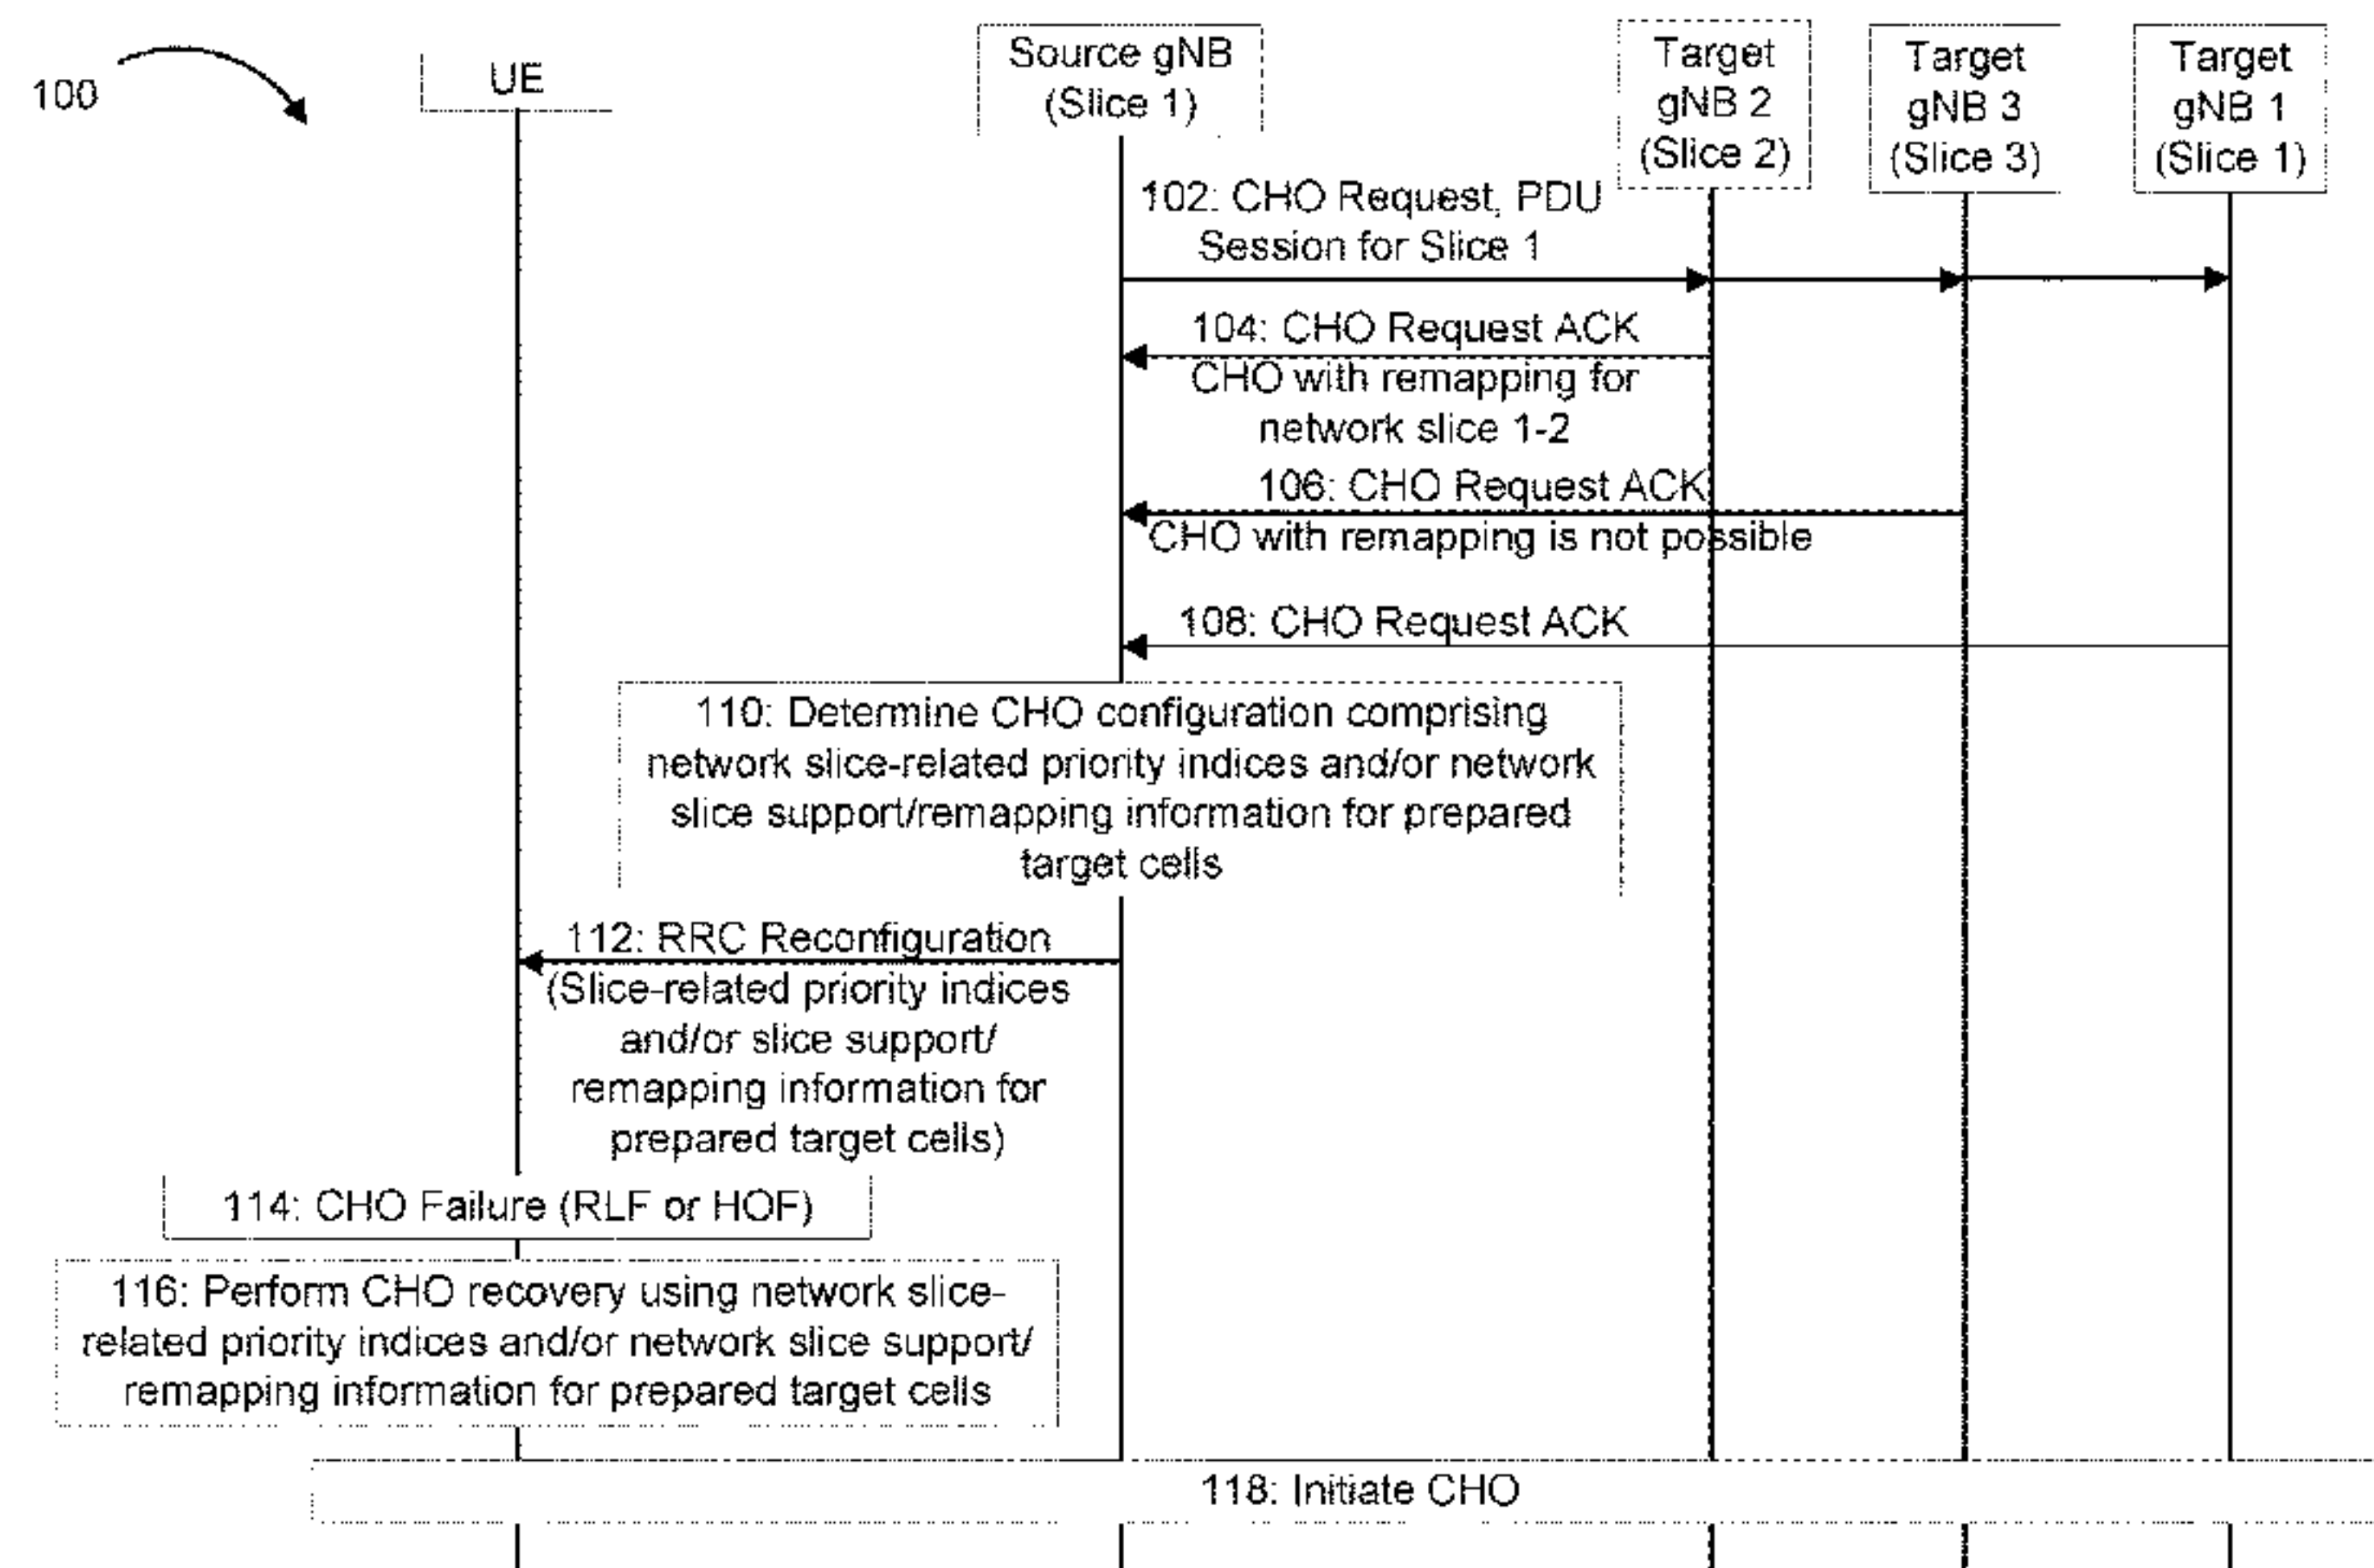 100
UE
Source gNB
(Slice 1)
Target
gNB 2
(Slice 2)
Target
gNB 3
(Slice 3)
Target
gNB 1
(Slice 1)
102: CHO Request, PDU
Session for Slice 1
104: CHO Request ACK
CHO with remapping for
network slice 1-2
106: CHO Request ACK
CHO with remapping is not possible
108: CHO Request ACK
110: Determine CHO configuration comprising
network slice-related priority indices and/or network
slice support/remapping information for prepared
target cells
112: RRC Reconfiguration
(Slice-related priority indices
and/or slice support/
remapping information for
prepared target cells)
114: CHO Failure (RLF or HOF)
116: Perform CHO recovery using network slice-
related priority indices and/or network slice support/
remapping information for prepared target cells
118: Initiate CHO